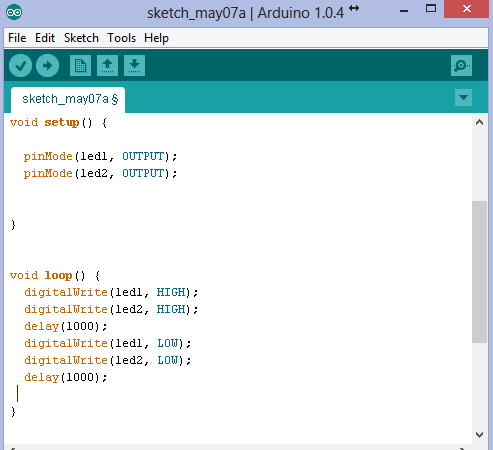 sketch_may07a | Arduino 1.0.4
File Edit Sketch Tools Help
sketch_may07a §
void setup() {
pinMode(led1, OUTPUT);
pinMode(led2, OUTPUT);
}
void loop() {
digitalWrite(led1, HIGH);
digitalWrite(led2, HIGH);
delay(1000);
digitalWrite(led1, LOW);
digitalWrite(led2, LOW);
delay(1000);
}